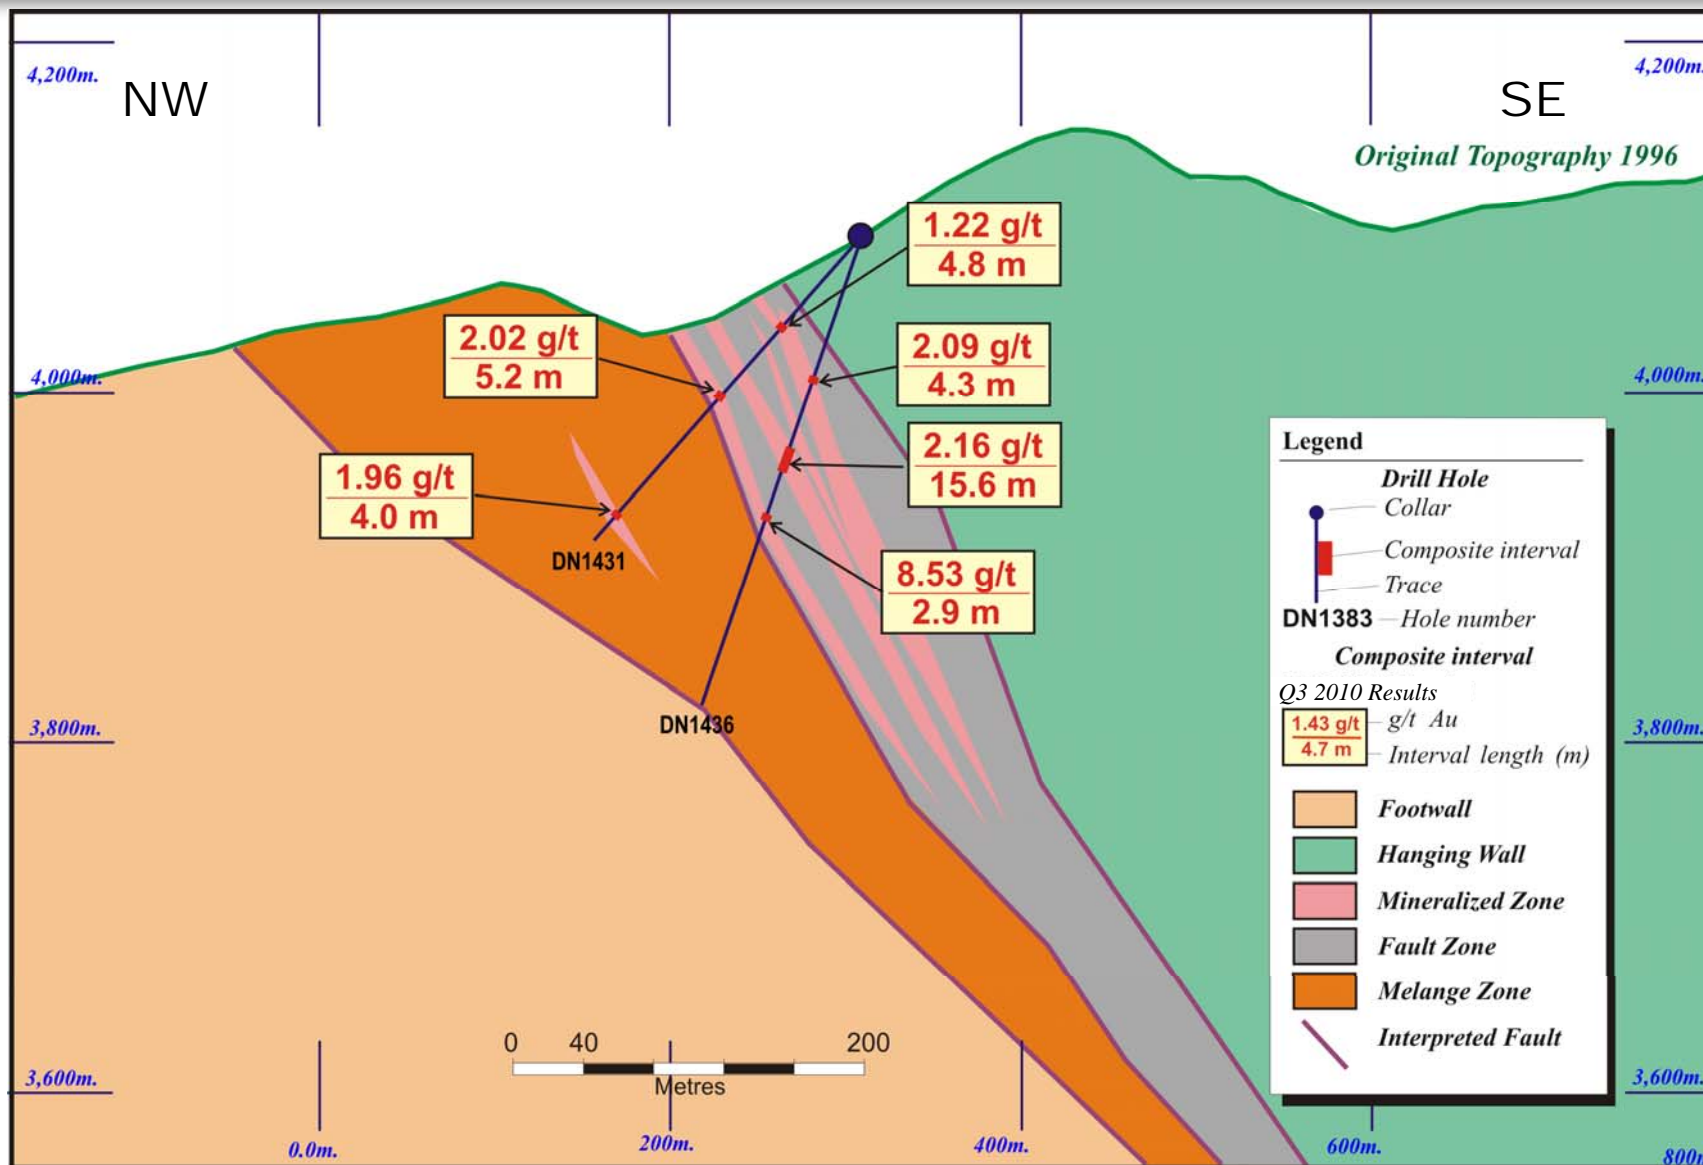 4,200m.
NW
SE
4,200m.
Original Topography 1996
1.22 g/t
4.8 m
2.02 g/t
5.2 m
2.09 g/t
4.3 m
4,000m.
4,000m.
2.16 g/t
15.6 m
1.96 g/t
4.0 m
DN1431
8.53 g/t
2.9 m
DN1436
3,800m.
3,800m.
Legend
Drill Hole
Collar
Composite interval
Trace
DN1383 Hole number
Composite interval
Q3 2010 Results
1.43 g/t g/t Au
4.7 m Interval length (m)
Footwall
Hanging Wall
Mineralized Zone
Fault Zone
Melange Zone
Interpreted Fault
0 40 200
Metres
3,600m.
3,600m.
0.0m.
200m.
400m.
600m.
800m